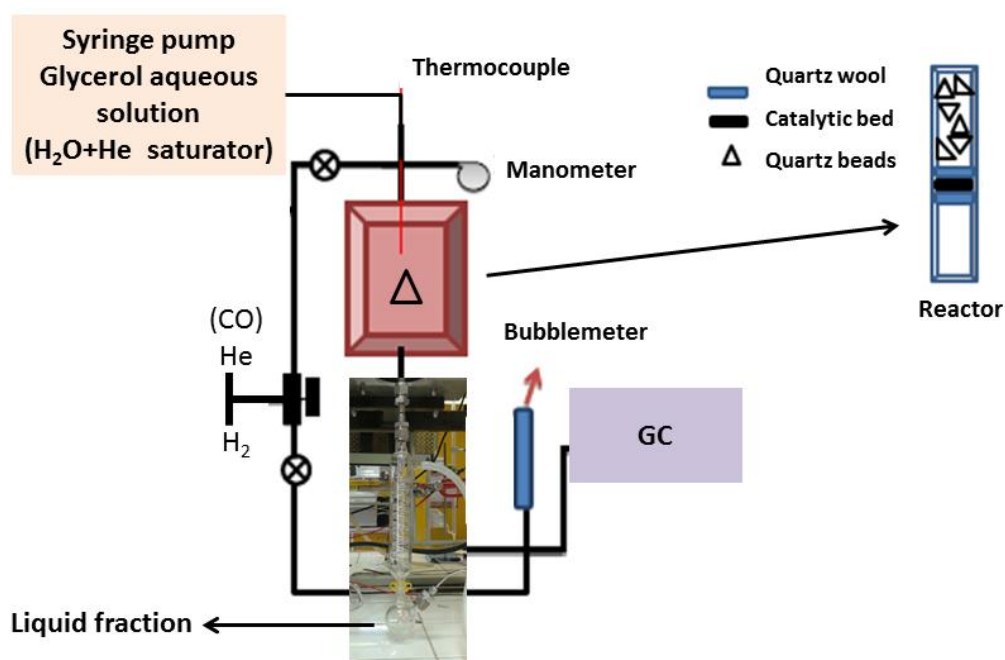 Syringe pump
Glycerol aqueous
solution
(H₂O+He saturator)
Thermocouple
Manometer
Quartz wool
Catalytic bed
Quartz beads
Reactor
(CO)
He
H₂
Bubblemeter
GC
Liquid fraction